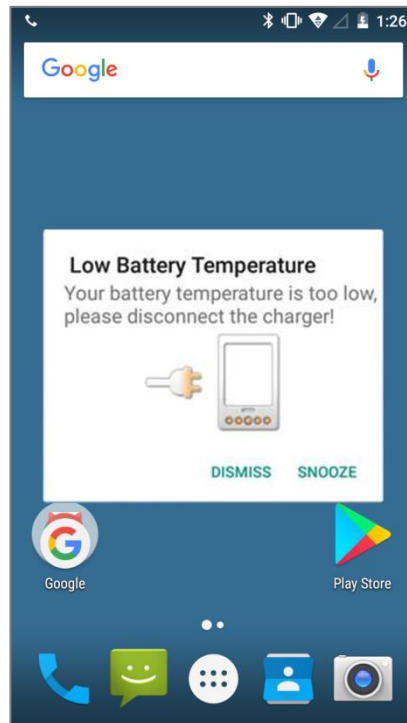 1:26
Google
Low Battery Temperature
Your battery temperature is too low,
please disconnect the charger!
DISMISS SNOOZE
G
Google Play Store